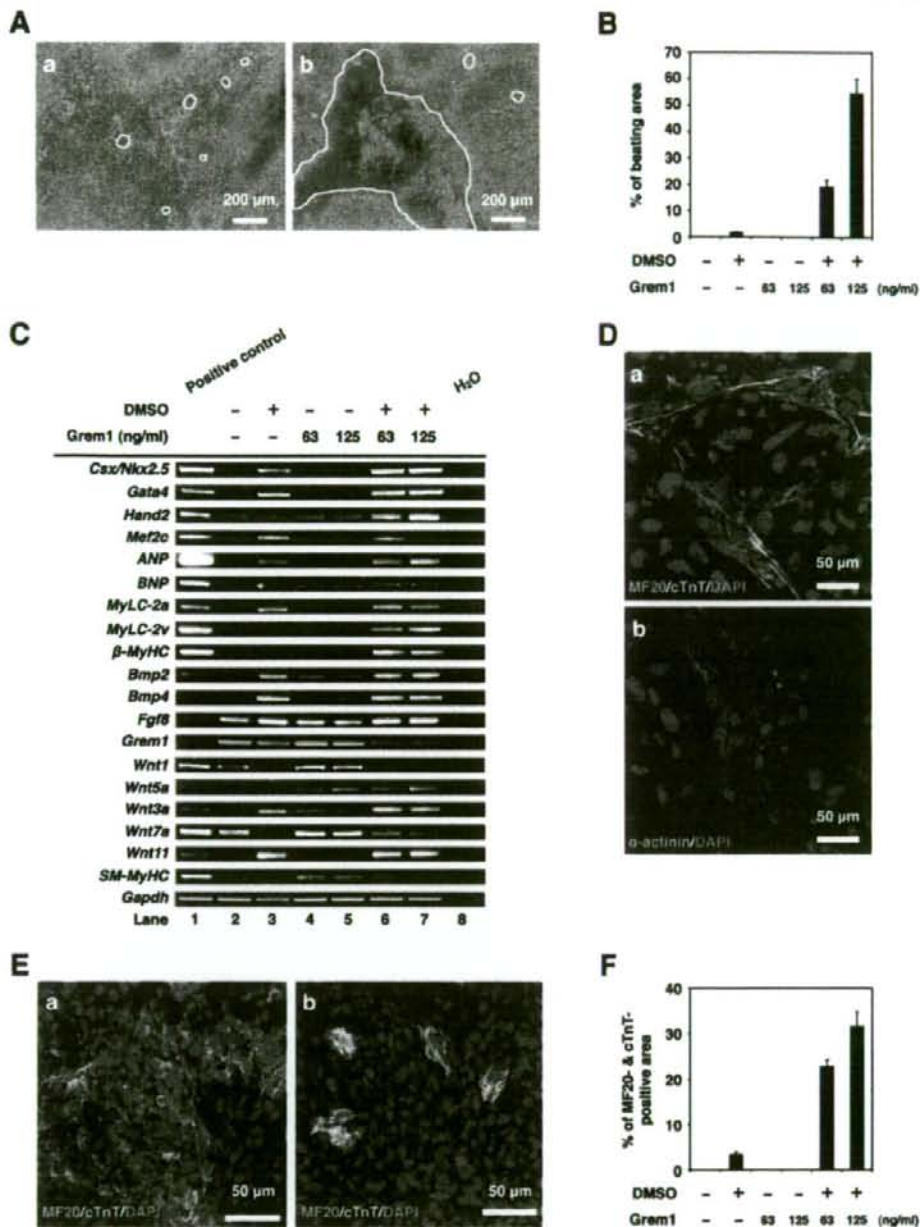 A
a
b
200 µm
200 µm
B
% of beating area
70
60
50
40
30
20
10
0
DMSO - + - - + +
Grem1 - - 63 125 63 125 (ng/ml)
C
Positive control
H₂O
DMSO - + - - + +
Grem1 (ng/ml) - - 63 125 63 125
Csx/Nkx2.5
Gata4
Hand2
Mef2c
ANP
BNP
MyLC-2a
MyLC-2v
β-MyHC
Bmp2
Bmp4
Fgf8
Grem1
Wnt1
Wnt5a
Wnt3a
Wnt7a
Wnt11
SM-MyHC
Gapdh
Lane 1 2 3 4 5 6 7 8
D
a
50 µm
MF20/cTnT/DAPI
b
50 µm
α-actinin/DAPI
E
a
50 µm
MF20/cTnT/DAPI
b
50 µm
MF20/cTnT/DAPI
F
% of MF20- & cTnT-
positive area
40
30
20
10
0
DMSO - + - - + +
Grem1 - - 63 125 63 125 (ng/ml)